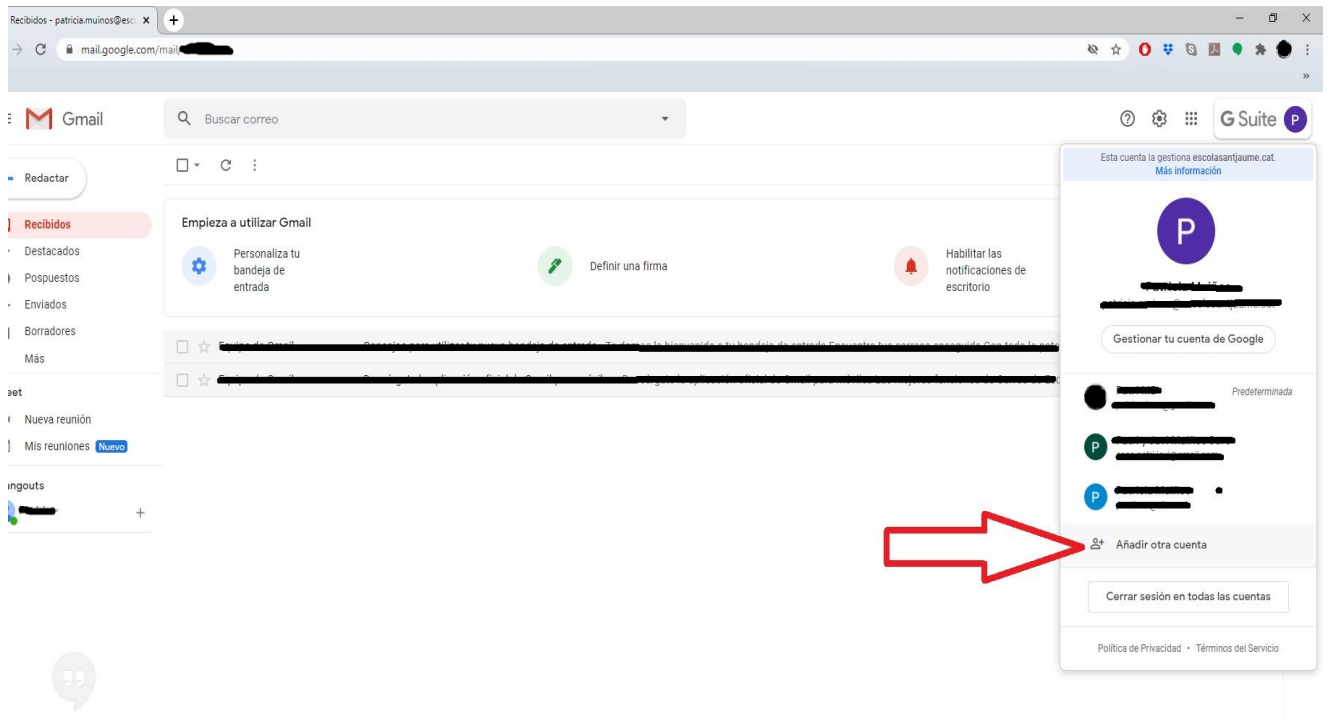 Recibidos - patricia.muinos@esc
mail.google.com/mail/
Gmail
Buscar correo
G Suite P
Redactar
Recibidos
Destacados
Pospuestos
Enviados
Borradores
Más
Nueva reunión
Mis reuniones Nuevo
Empieza a utilizar Gmail
Personaliza tu
bandeja de
entrada
Definir una firma
Habilitar las
notificaciones de
escritorio
Esta cuenta la gestiona escolasantjaume.cat.
Más información
P
Gestionar tu cuenta de Google
Predeterminada
P
P
Añadir otra cuenta
Cerrar sesión en todas las cuentas
Política de Privacidad • Términos del Servicio